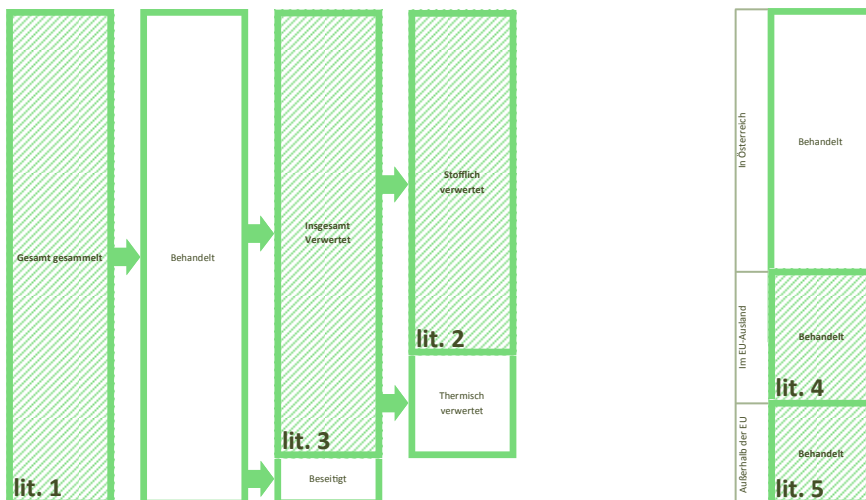 Gesamt gesammelt
lit. 1
Behandelt
Insgesamt
Verwertet
lit. 3
Beseitigt
Stofflich
verwertet
lit. 2
Thermisch
verwertet
In Österreich
Behandelt
Im EU-Ausland
Behandelt
lit. 4
Außerhalb der EU
Behandelt
lit. 5